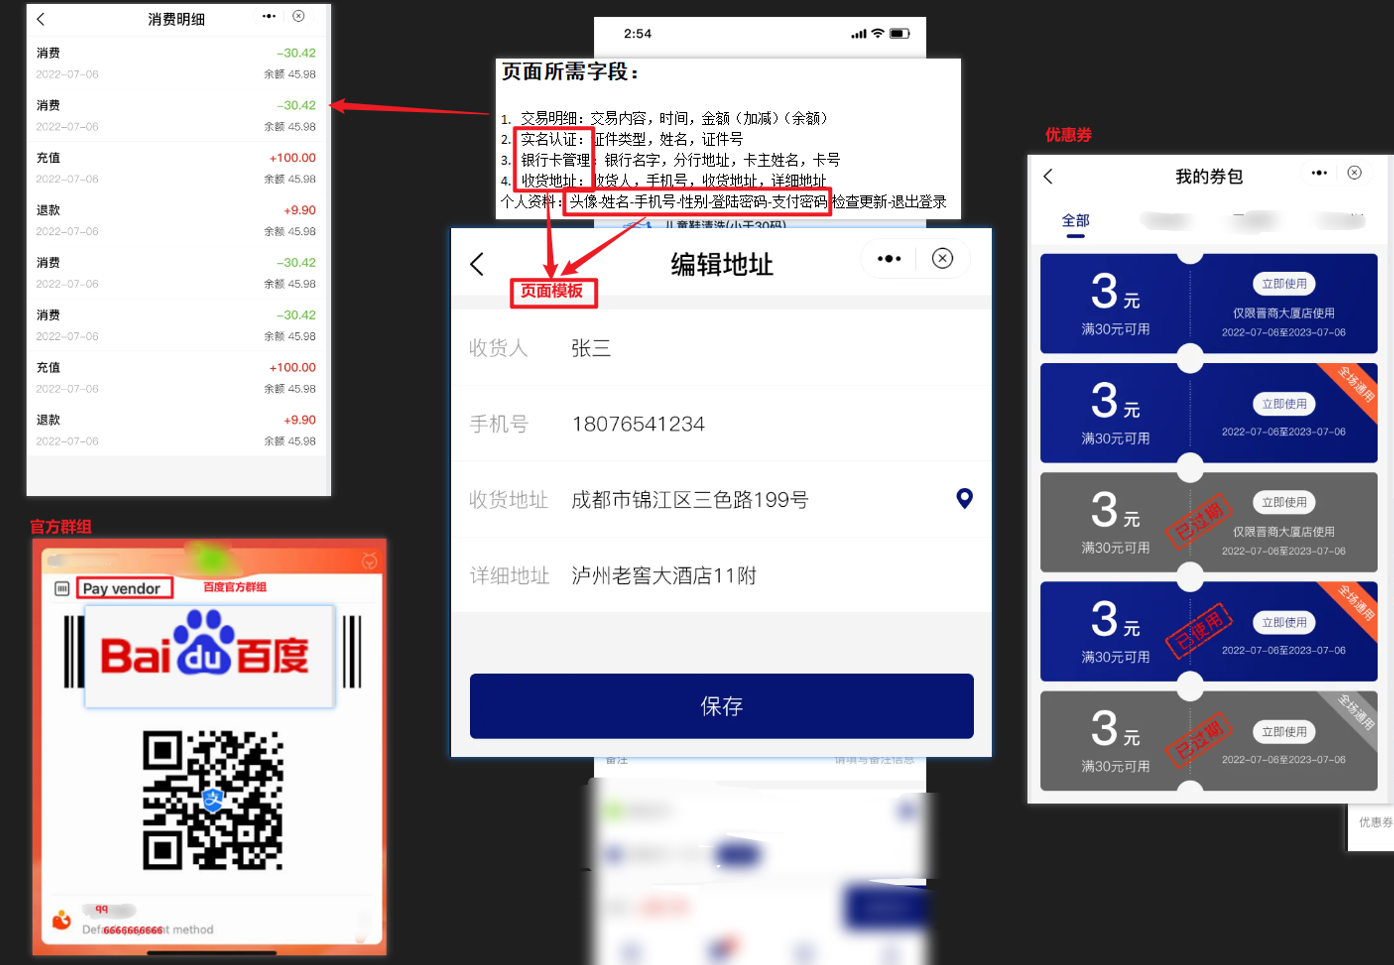 消费明细
消费
-30.42
2022-07-06
余额 45.98
消费
-30.42
2022-07-06
余额 45.98
充值
+100.00
2022-07-06
余额 45.98
退款
+9.90
2022-07-06
余额 45.98
消费
-30.42
2022-07-06
余额 45.98
消费
-30.42
2022-07-06
余额 45.98
充值
+100.00
2022-07-06
余额 45.98
退款
+9.90
2022-07-06
余额 45.98
官方群组
Pay vendor
百度官方群组
Bai du 百度
支
qq
6666666666
method
2:54
页面所需字段：
1. 交易明细：交易内容，时间，金额（加减）（余额）
2. 实名认证：证件类型，姓名，证件号
3. 银行卡管理：银行名字，分行地址，卡主姓名，卡号
4. 收货地址：收货人，手机号，收货地址，详细地址
个人资料：头像-姓名-手机号-性别-登陆密码-支付密码-检查更新-退出登录
儿童鞋清洗(小于30码)
编辑地址
页面模板
收货人 张三
手机号 18076541234
收货地址 成都市锦江区三色路199号
详细地址 泸州老窖大酒店11附
保存
备注
请填写备注信息
优惠券
我的券包
全部
3元
满30元可用
立即使用
仅限晋商大厦店使用
2022-07-06至2023-07-06
3元
满30元可用
立即使用
2022-07-06至2023-07-06
全场通用
3元
满30元可用
已过期
立即使用
仅限晋商大厦店使用
2022-07-06至2023-07-06
3元
满30元可用
已使用
立即使用
2022-07-06至2023-07-06
全场通用
3元
满30元可用
已过期
立即使用
2022-07-06至2023-07-06
全场通用
优惠券